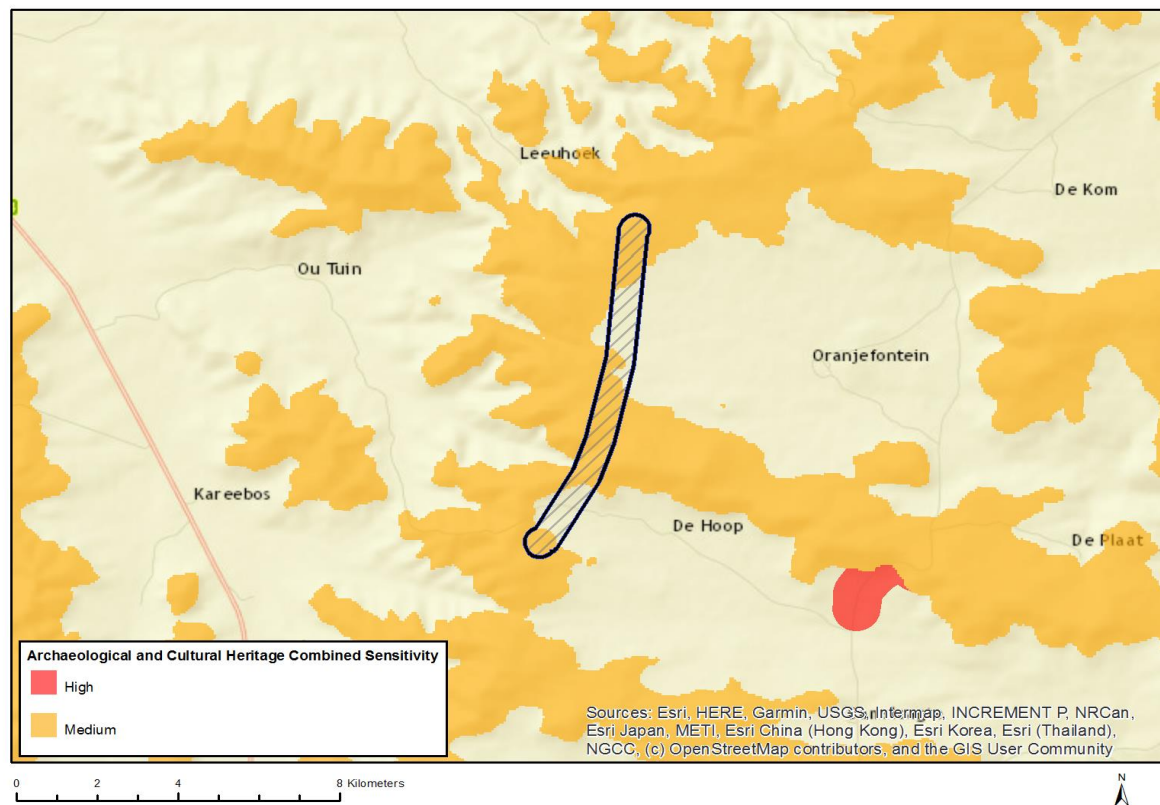 Leeuhoek
De Kom
Ou Tuin
Oranjefontein
Kareebos
De Hoop
De Plaat
Archaeological and Cultural Heritage Combined Sensitivity
High
Medium
Sources: Esri, HERE, Garmin, USGS, Intermap, INCREMENT P, NRCan,
Esri Japan, METI, Esri China (Hong Kong), Esri Korea, Esri (Thailand),
NGCC, (c) OpenStreetMap contributors, and the GIS User Community
0 2 4 8 Kilometers
N